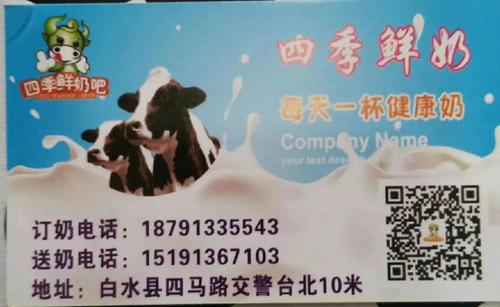 四季鲜奶吧
四季鲜奶
每天一杯健康奶
Company Name
订奶电话：18791335543
送奶电话：15191367103
地址：白水县四马路交警台北10米